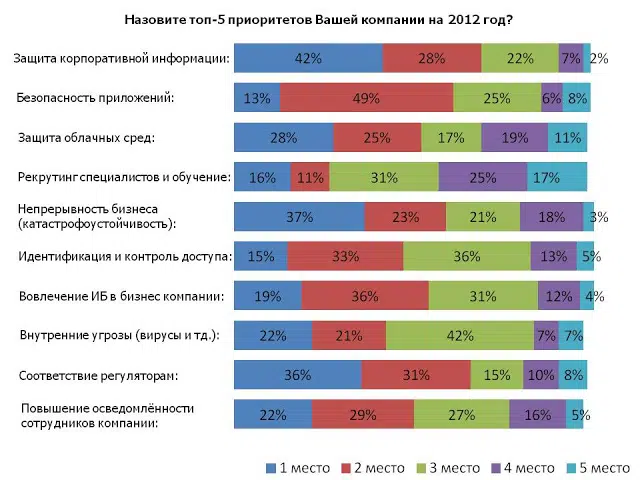 Назовите топ-5 приоритетов Вашей компании на 2012 год?
Защита корпоративной информации: 42% 28% 22% 7% 2%
Безопасность приложений: 13% 49% 25% 6% 8%
Защита облачных сред: 28% 25% 17% 19% 11%
Рекрутинг специалистов и обучение: 16% 11% 31% 25% 17%
Непрерывность бизнеса
(катастрофоустойчивость): 37% 23% 21% 18% 3%
Идентификация и контроль доступа: 15% 33% 36% 13% 5%
Вовлечение ИБ в бизнес компании: 19% 36% 31% 12% 4%
Внутренние угрозы (вирусы и тд.): 22% 21% 42% 7% 7%
Соответствие регуляторам: 36% 31% 15% 10% 8%
Повышение осведомлённости
сотрудников компании: 22% 29% 27% 16% 5%
1 место 2 место 3 место 4 место 5 место